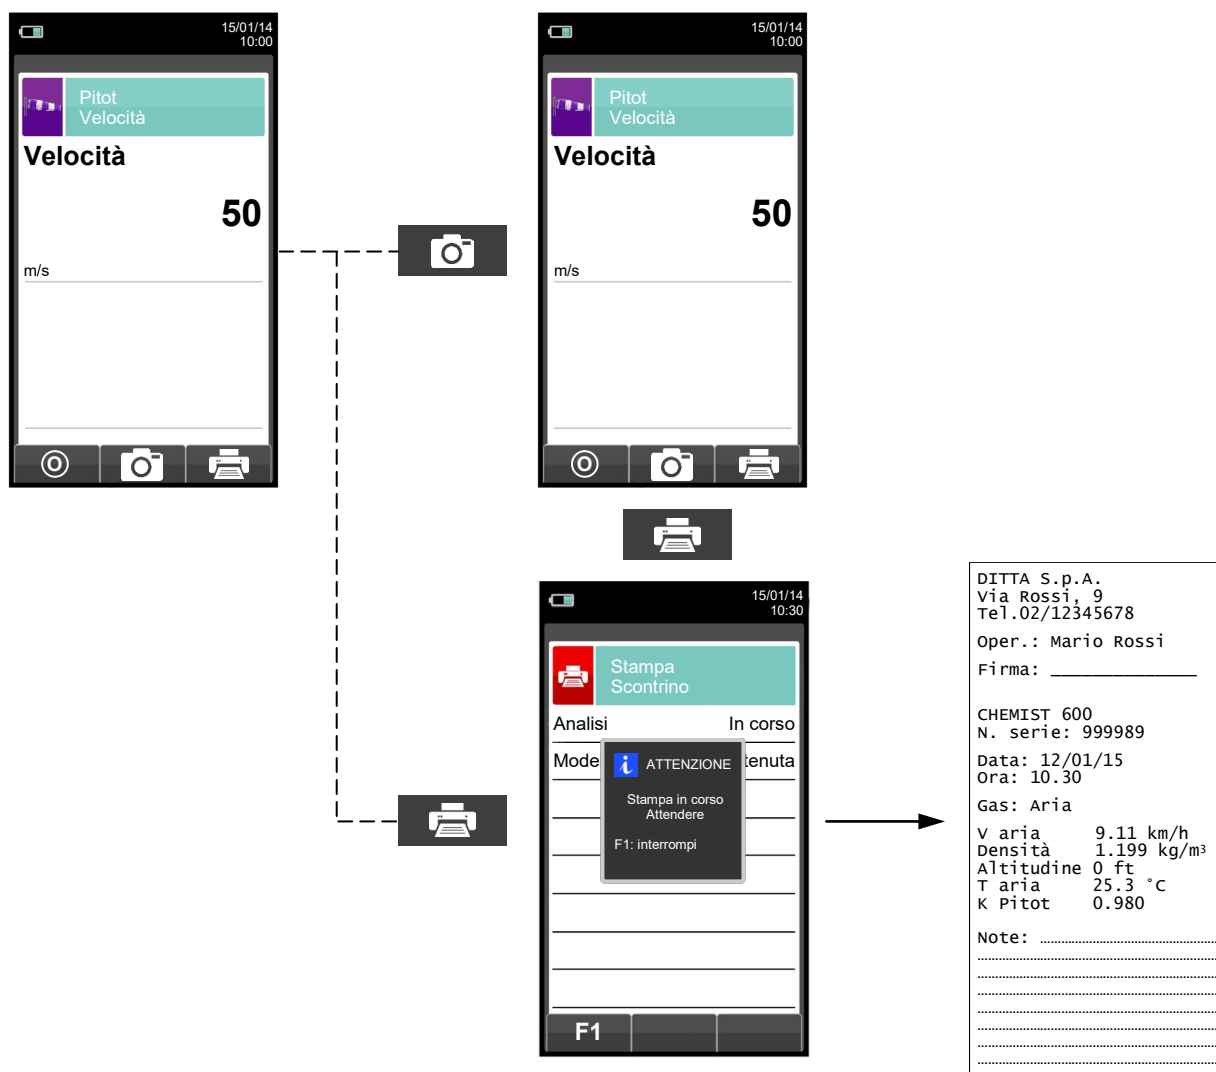 15/01/14
10:00
Pitot
Velocità
Velocità
50
m/s
15/01/14
10:00
Pitot
Velocità
Velocità
50
m/s
15/01/14
10:30
Stampa
Scontrino
Analisi In corso
Mode tenuta
i ATTENZIONE
Stampa in corso
Attendere
F1: interrompi
F1
DITTA S.p.A.
Via Rossi, 9
Tel.02/12345678
Oper.: Mario Rossi
Firma: _______________
CHEMIST 600
N. serie: 999989
Data: 12/01/15
Ora: 10.30
Gas: Aria
V aria 9.11 km/h
Densità 1.199 kg/m³
Altitudine 0 ft
T aria 25.3 °C
K Pitot 0.980
Note: ......................................